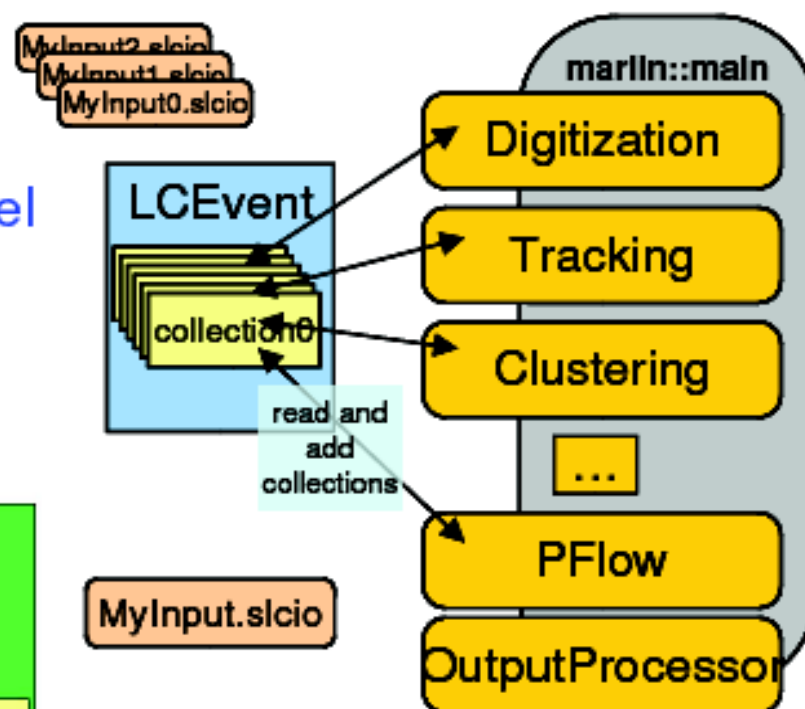 MyInput2.slcio
MyInput1.slcio
MyInput0.slcio
marlin::main
Digitization
el
LCEvent
Tracking
collection0
Clustering
read and
add
collections
...
PFlow
MyInput.slcio
OutputProcessor